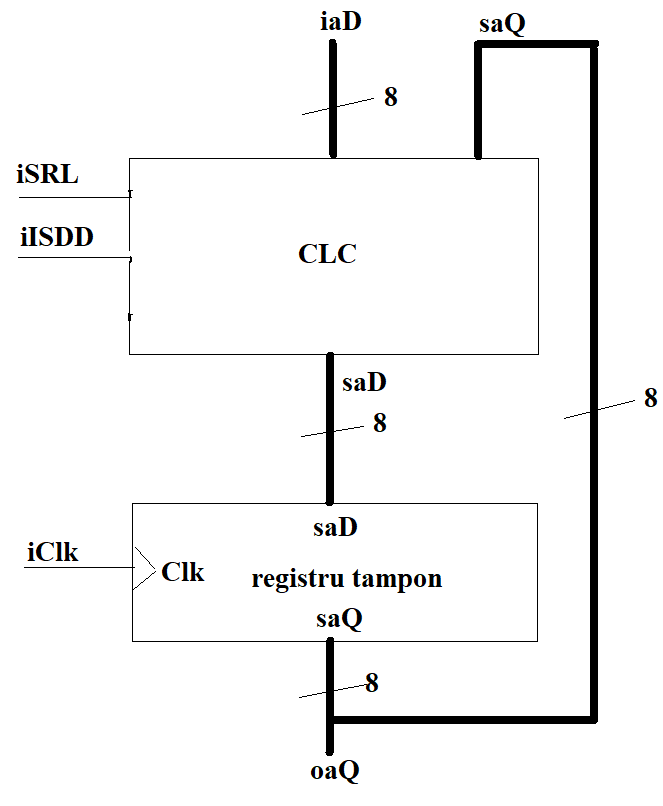 iaD
saQ
8
iSRL
iISDD
CLC
saD
8
8
saD
iClk
Clk
registru tampon
saQ
8
oaQ